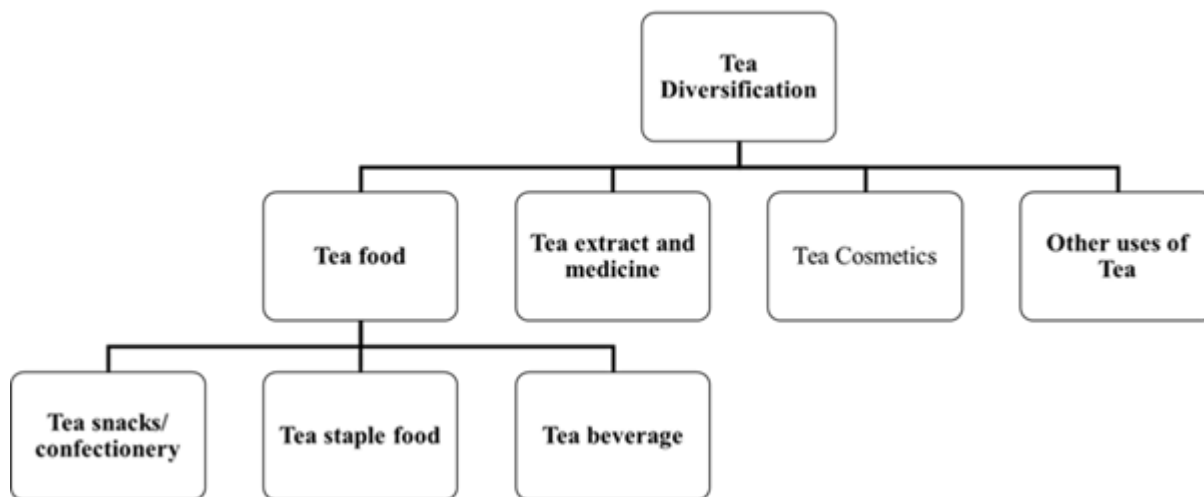 Tea
Diversification
Tea food
Tea extract and
medicine
Tea Cosmetics
Other uses of
Tea
Tea snacks/
confectionery
Tea staple food
Tea beverage